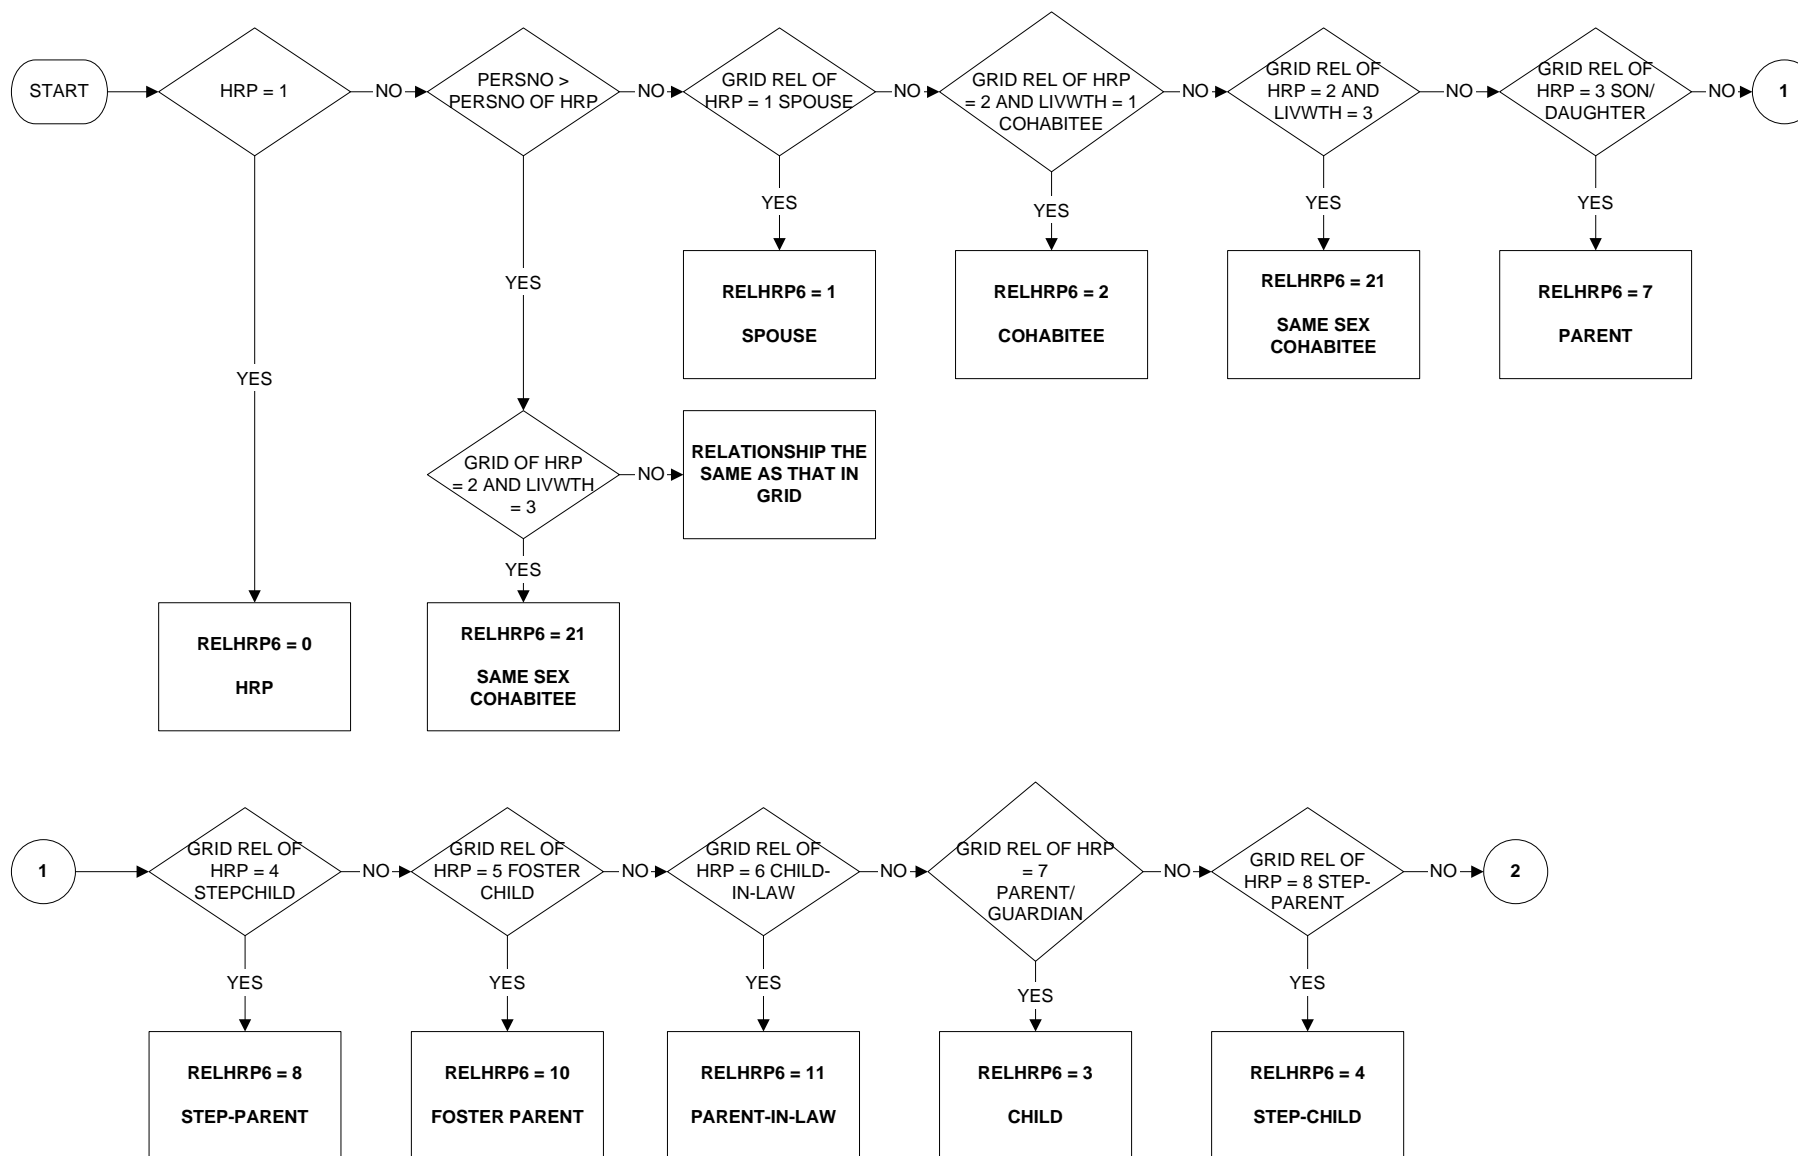 START
HRP = 1
NO
PERSNO >
PERSNO OF HRP
NO
GRID REL OF
HRP = 1 SPOUSE
NO
GRID REL OF HRP
= 2 AND LIVWTH = 1
COHABITEE
NO
GRID REL OF
HRP = 2 AND
LIVWTH = 3
NO
GRID REL OF
HRP = 3 SON/
DAUGHTER
NO
1
YES
YES
YES
YES
YES
YES
RELHRP6 = 1
SPOUSE
RELHRP6 = 2
COHABITEE
RELHRP6 = 21
SAME SEX
COHABITEE
RELHRP6 = 7
PARENT
GRID OF HRP
= 2 AND LIVWTH
= 3
NO
RELATIONSHIP THE
SAME AS THAT IN
GRID
YES
RELHRP6 = 0
HRP
RELHRP6 = 21
SAME SEX
COHABITEE
1
GRID REL OF
HRP = 4
STEPCHILD
NO
GRID REL OF
HRP = 5 FOSTER
CHILD
NO
GRID REL OF
HRP = 6 CHILD-
IN-LAW
NO
GRID REL OF HRP
= 7
PARENT/
GUARDIAN
NO
GRID REL OF
HRP = 8 STEP-
PARENT
NO
2
YES
YES
YES
YES
YES
RELHRP6 = 8
STEP-PARENT
RELHRP6 = 10
FOSTER PARENT
RELHRP6 = 11
PARENT-IN-LAW
RELHRP6 = 3
CHILD
RELHRP6 = 4
STEP-CHILD